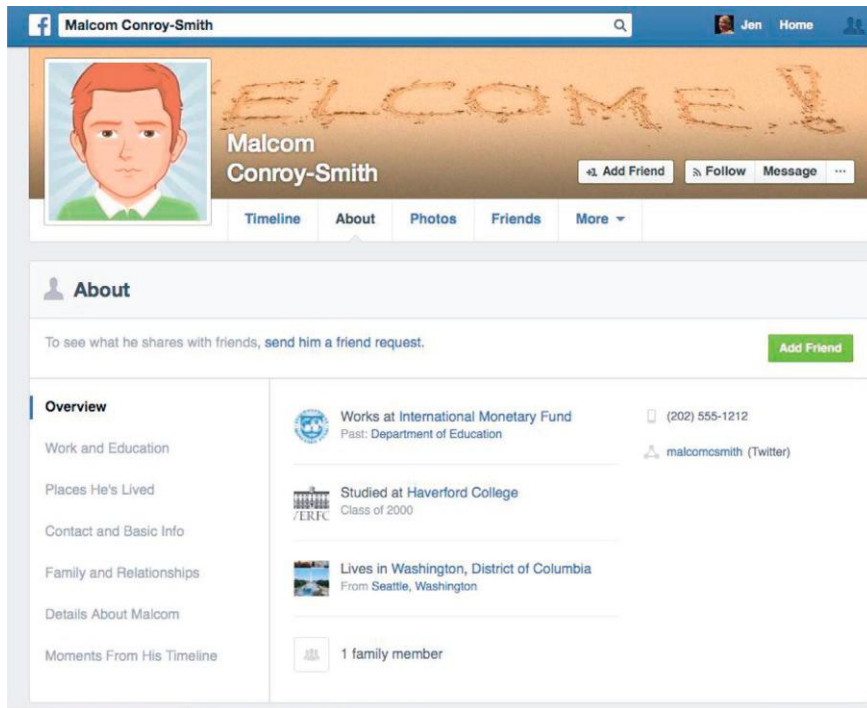 f Malcom Conroy-Smith Jen Home
ELCOME!
Malcom
Conroy-Smith
+1 Add Friend Follow Message ...
Timeline About Photos Friends More
About
To see what he shares with friends, send him a friend request. Add Friend
Overview
Work and Education
Places He's Lived
Contact and Basic Info
Family and Relationships
Details About Malcom
Moments From His Timeline
Works at International Monetary Fund
Past: Department of Education
Studied at Haverford College
Class of 2000
VERFC
Lives in Washington, District of Columbia
From Seattle, Washington
1 family member
(202) 555-1212
malcomcsmith (Twitter)